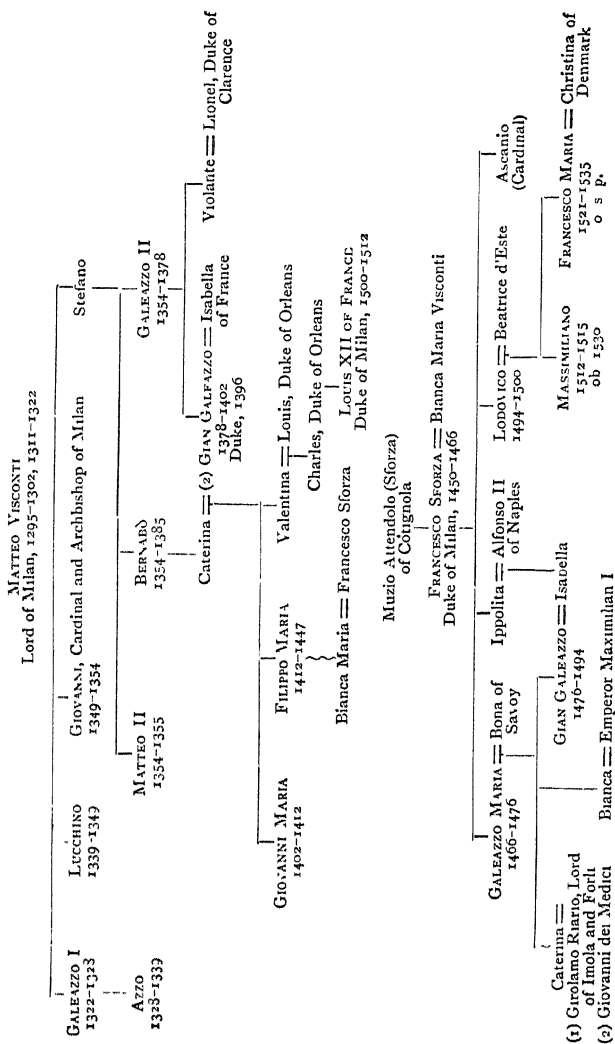 MATTEO VISCONTI
Lord of Milan, 1295-1302, 1311-1322
GALEAZZO I
1322-1328
LUCCHINO
1339-1349
GIOVANNI, Cardinal and Archbishop of Milan
1349-1354
Stefano
AZZO
1328-1339
MATTEO II
1354-1355
BERNABÒ
1354-1385
GALEAZZO II
1354-1378
Caterina = (2) GIAN GALFAZZO = Isabella
1378-1402 of France
Duke, 1396
Violante = Lionel, Duke of
Clarence
GIOVANNI MARIA
1402-1412
FILIPPO MARIA
1412-1447
Valentina = Louis, Duke of Orleans
Bianca Maria = Francesco Sforza
Charles, Duke of Orleans
LOUIS XII OF FRANCE
Duke of Milan, 1500-1512
Muzio Attendolo (Sforza)
of Cotignola
FRANCESCO SFORZA = Bianca Maria Visconti
Duke of Milan, 1450-1466
GALEAZZO MARIA = Bona of
1466-1476 Savoy
Ippolita = Alfonso II
of Naples
LODOVICO = Beatrice d'Este
1494-1500
Ascanio
(Cardinal)
Caterina =
(1) Girolamo Riario, Lord
of Imola and Forlì
(2) Giovanni dei Medici
Bianca = Emperor Maximilian I
GIAN GALEAZZO = Isabella
1476-1494
MASSIMILIANO
1512-1515
ob 1530
FRANCESCO MARIA = Christina of
1521-1535 Denmark
o s p.